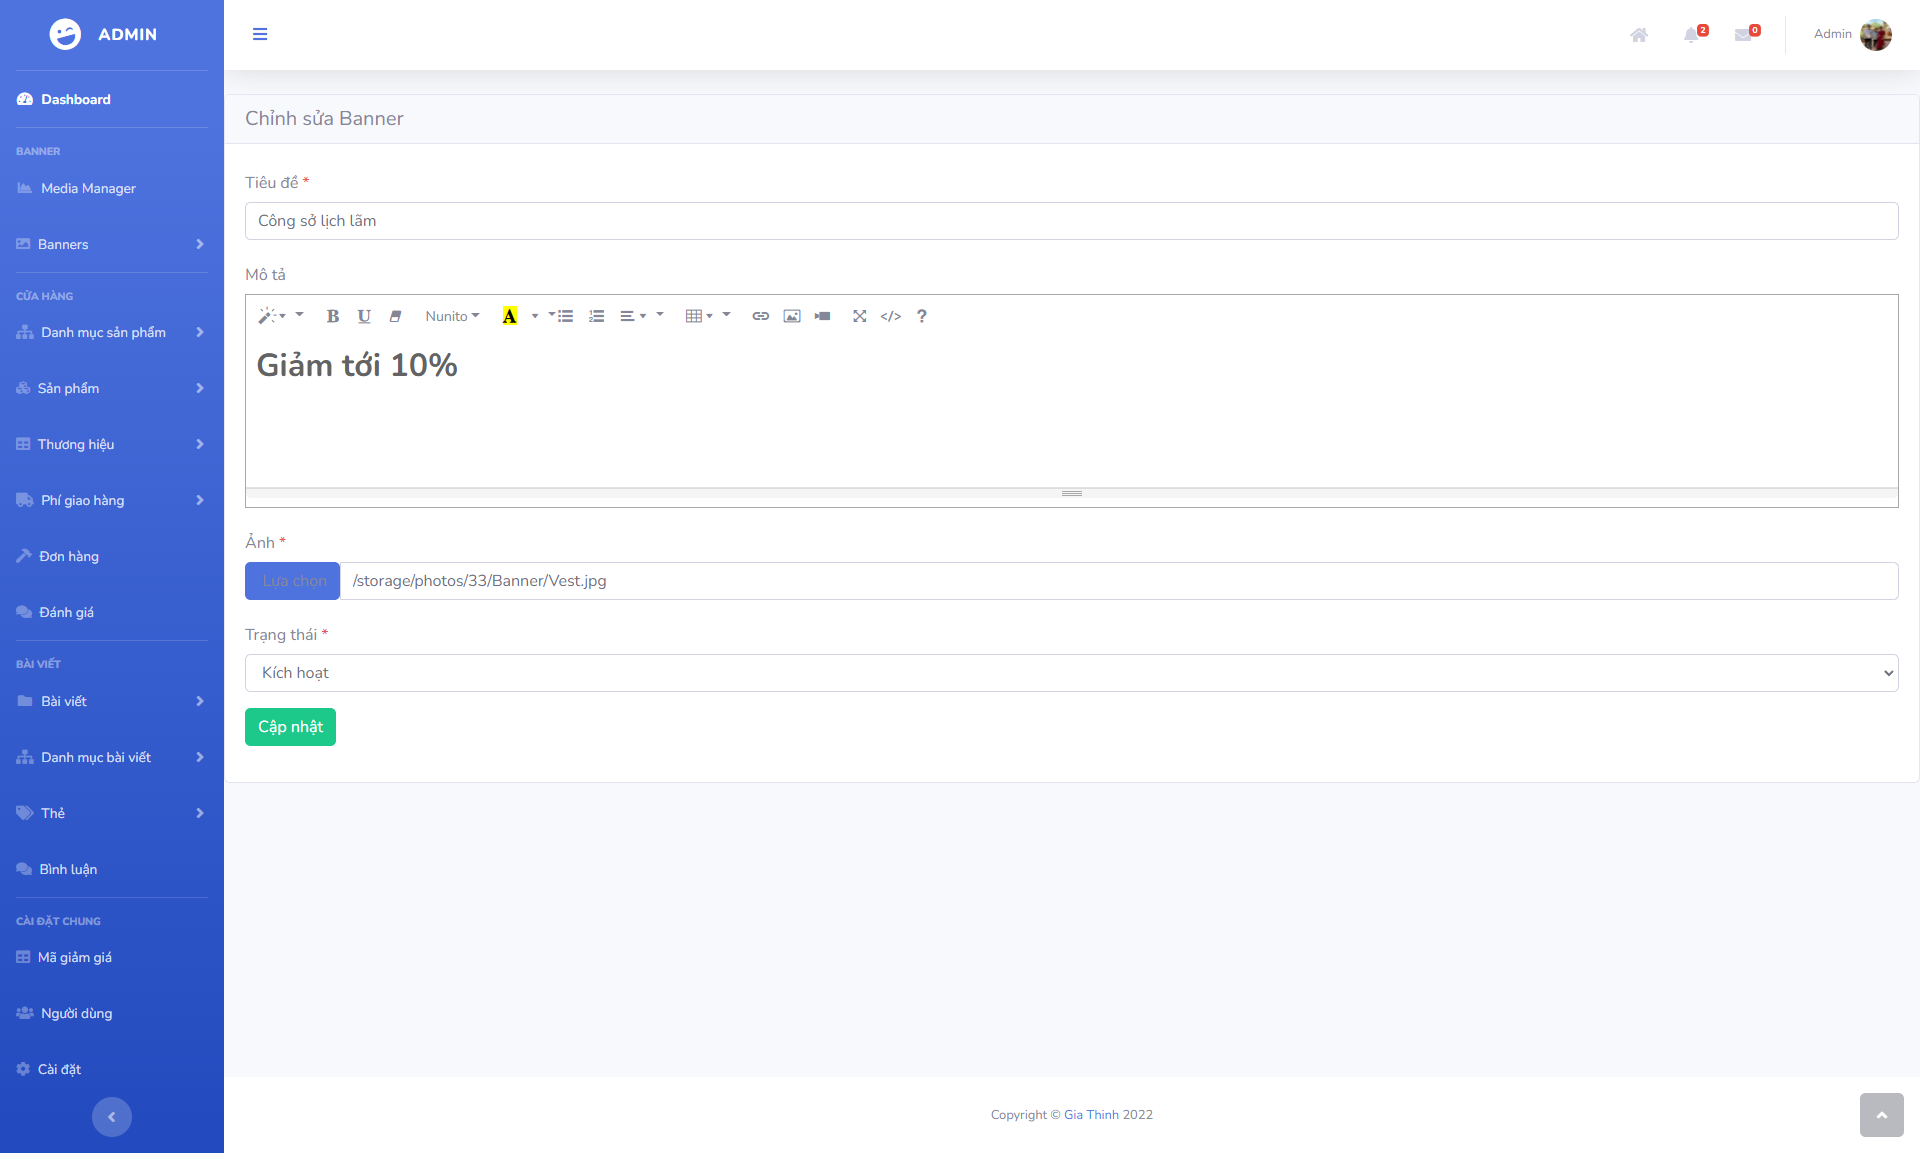 ADMIN
Dashboard
BANNER
Media Manager
Banners
CỬA HÀNG
Danh mục sản phẩm
Sản phẩm
Thương hiệu
Phí giao hàng
Đơn hàng
Đánh giá
BÀI VIẾT
Bài viết
Danh mục bài viết
Thẻ
Bình luận
CÀI ĐẶT CHUNG
Mã giảm giá
Người dùng
Cài đặt
2
0
Admin
Chỉnh sửa Banner
Tiêu đề *
Công sở lịch lãm
Mô tả
B U Nunito A </> ?
Giảm tới 10%
Ảnh *
Lựa chọn /storage/photos/33/Banner/Vest.jpg
Trạng thái *
Kích hoạt
Cập nhật
Copyright © Gia Thinh 2022